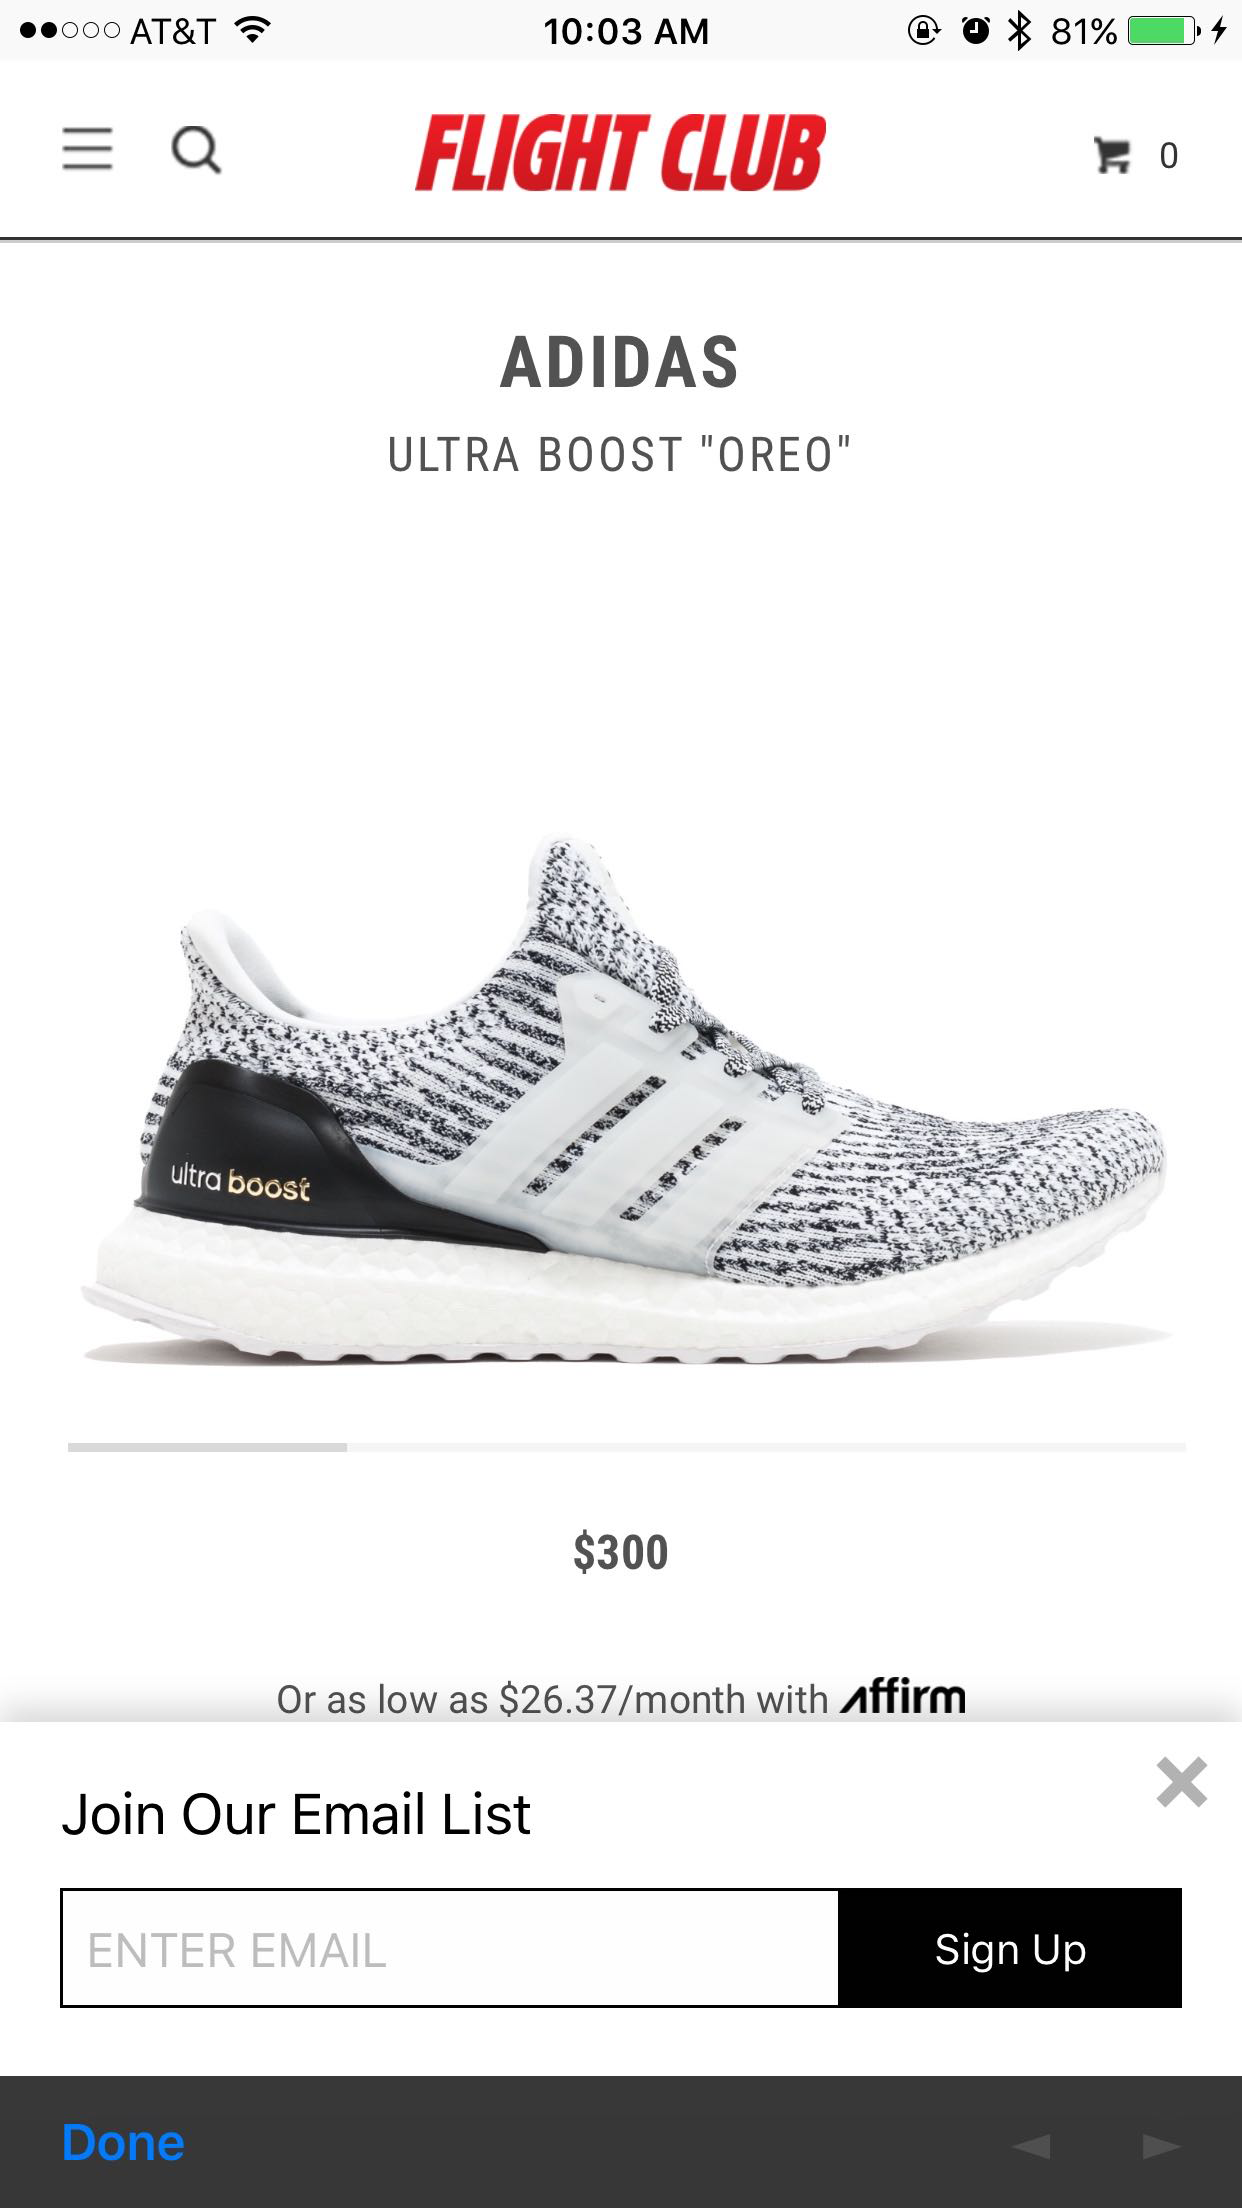 AT&T 10:03 AM 81%
FLIGHT CLUB 0
ADIDAS
ULTRA BOOST "OREO"
ultra boost
$300
Or as low as $26.37/month with affirm
Join Our Email List
ENTER EMAIL Sign Up
Done